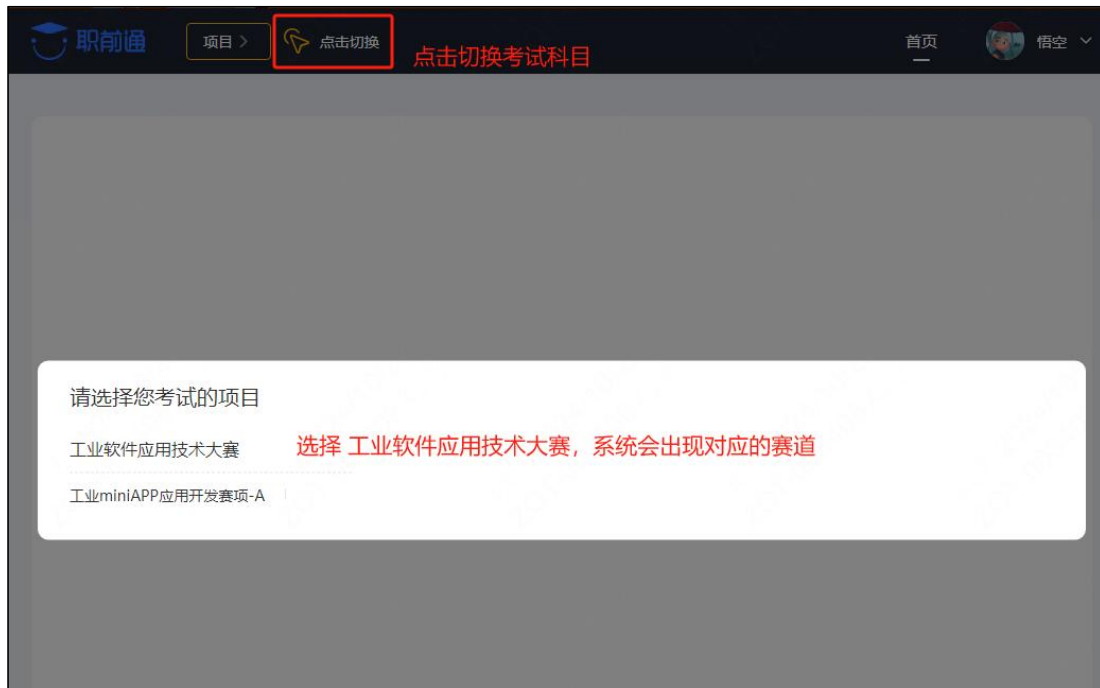 职前通 项目 > 点击切换 首页 悟空
点击切换考试科目
请选择您考试的项目
工业软件应用技术大赛 选择 工业软件应用技术大赛，系统会出现对应的赛道
工业miniAPP应用开发赛项-A